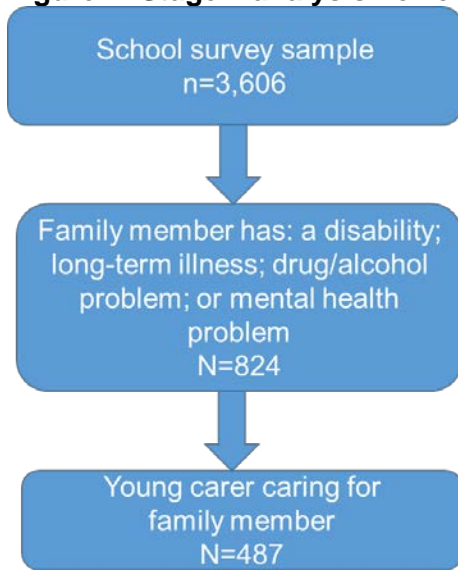 School survey sample
n=3,606
Family member has: a disability;
long-term illness; drug/alcohol
problem; or mental health
problem
N=824
Young carer caring for
family member
N=487